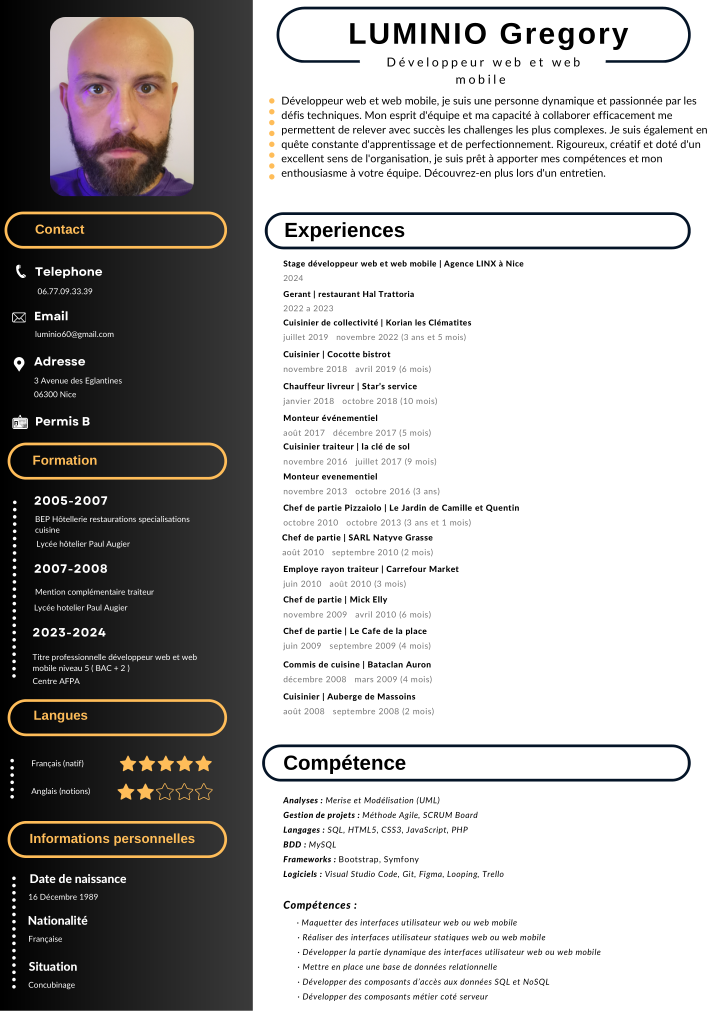 LUMINIO Gregory
Développeur web et web
mobile
Développeur web et web mobile, je suis une personne dynamique et passionnée par les
défis techniques. Mon esprit d'équipe et ma capacité à collaborer efficacement me
permettent de relever avec succès les challenges les plus complexes. Je suis également en
quête constante d'apprentissage et de perfectionnement. Rigoureux, créatif et doté d'un
excellent sens de l'organisation, je suis prêt à apporter mes compétences et mon
enthousiasme à votre équipe. Découvrez-en plus lors d'un entretien.
Contact
Telephone
06.77.09.33.39
Email
luminio60@gmail.com
Adresse
3 Avenue des Eglantines
06300 Nice
Permis B
Formation
2005-2007
BEP Hôtellerie restaurations specialisations
cuisine
Lycée hôtelier Paul Augier
2007-2008
Mention complémentaire traiteur
Lycée hotelier Paul Augier
2023-2024
Titre professionnelle développeur web et web
mobile niveau 5 ( BAC + 2 )
Centre AFPA
Langues
Français (natif)
Anglais (notions)
Informations personnelles
Date de naissance
16 Décembre 1989
Nationalité
Française
Situation
Concubinage
Experiences
Stage développeur web et web mobile | Agence LINX à Nice
2024
Gerant | restaurant Hal Trattoria
2022 a 2023
Cuisinier de collectivité | Korian les Clématites
juillet 2019 novembre 2022 (3 ans et 5 mois)
Cuisinier | Cocotte bistrot
novembre 2018 avril 2019 (6 mois)
Chauffeur livreur | Star's service
janvier 2018 octobre 2018 (10 mois)
Monteur événementiel
août 2017 décembre 2017 (5 mois)
Cuisinier traiteur | la clé de sol
novembre 2016 juillet 2017 (9 mois)
Monteur evenementiel
novembre 2013 octobre 2016 (3 ans)
Chef de partie Pizzaiolo | Le Jardin de Camille et Quentin
octobre 2010 octobre 2013 (3 ans et 1 mois)
Chef de partie | SARL Natyve Grasse
août 2010 septembre 2010 (2 mois)
Employe rayon traiteur | Carrefour Market
juin 2010 août 2010 (3 mois)
Chef de partie | Mick Elly
novembre 2009 avril 2010 (6 mois)
Chef de partie | Le Cafe de la place
juin 2009 septembre 2009 (4 mois)
Commis de cuisine | Bataclan Auron
décembre 2008 mars 2009 (4 mois)
Cuisinier | Auberge de Massoins
août 2008 septembre 2008 (2 mois)
Compétence
Analyses : Merise et Modélisation (UML)
Gestion de projets : Méthode Agile, SCRUM Board
Langages : SQL, HTML5, CSS3, JavaScript, PHP
BDD : MySQL
Frameworks : Bootstrap, Symfony
Logiciels : Visual Studio Code, Git, Figma, Looping, Trello
Compétences :
· Maquetter des interfaces utilisateur web ou web mobile
· Réaliser des interfaces utilisateur statiques web ou web mobile
· Développer la partie dynamique des interfaces utilisateur web ou web mobile
· Mettre en place une base de données relationnelle
· Développer des composants d'accès aux données SQL et NoSQL
· Développer des composants métier coté serveur